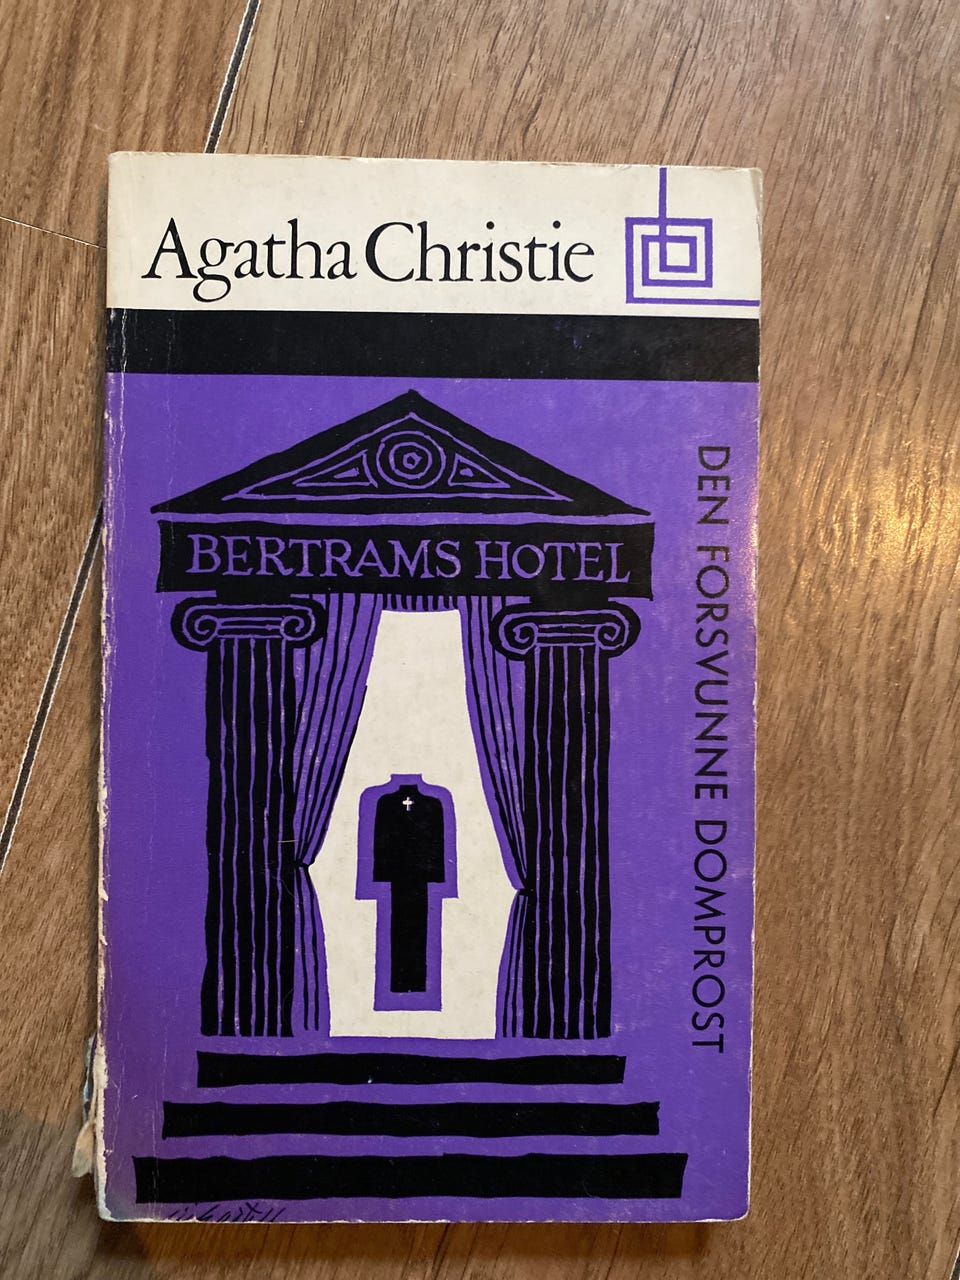 Agatha Christie
BERTRAMS HOTEL
DEN FORSVUNNE DOMPROST